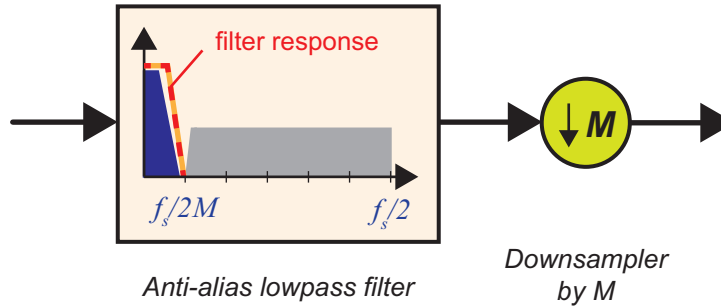 filter response
fs/2M
fs/2
↓ M
Anti-alias lowpass filter
Downsampler
by M